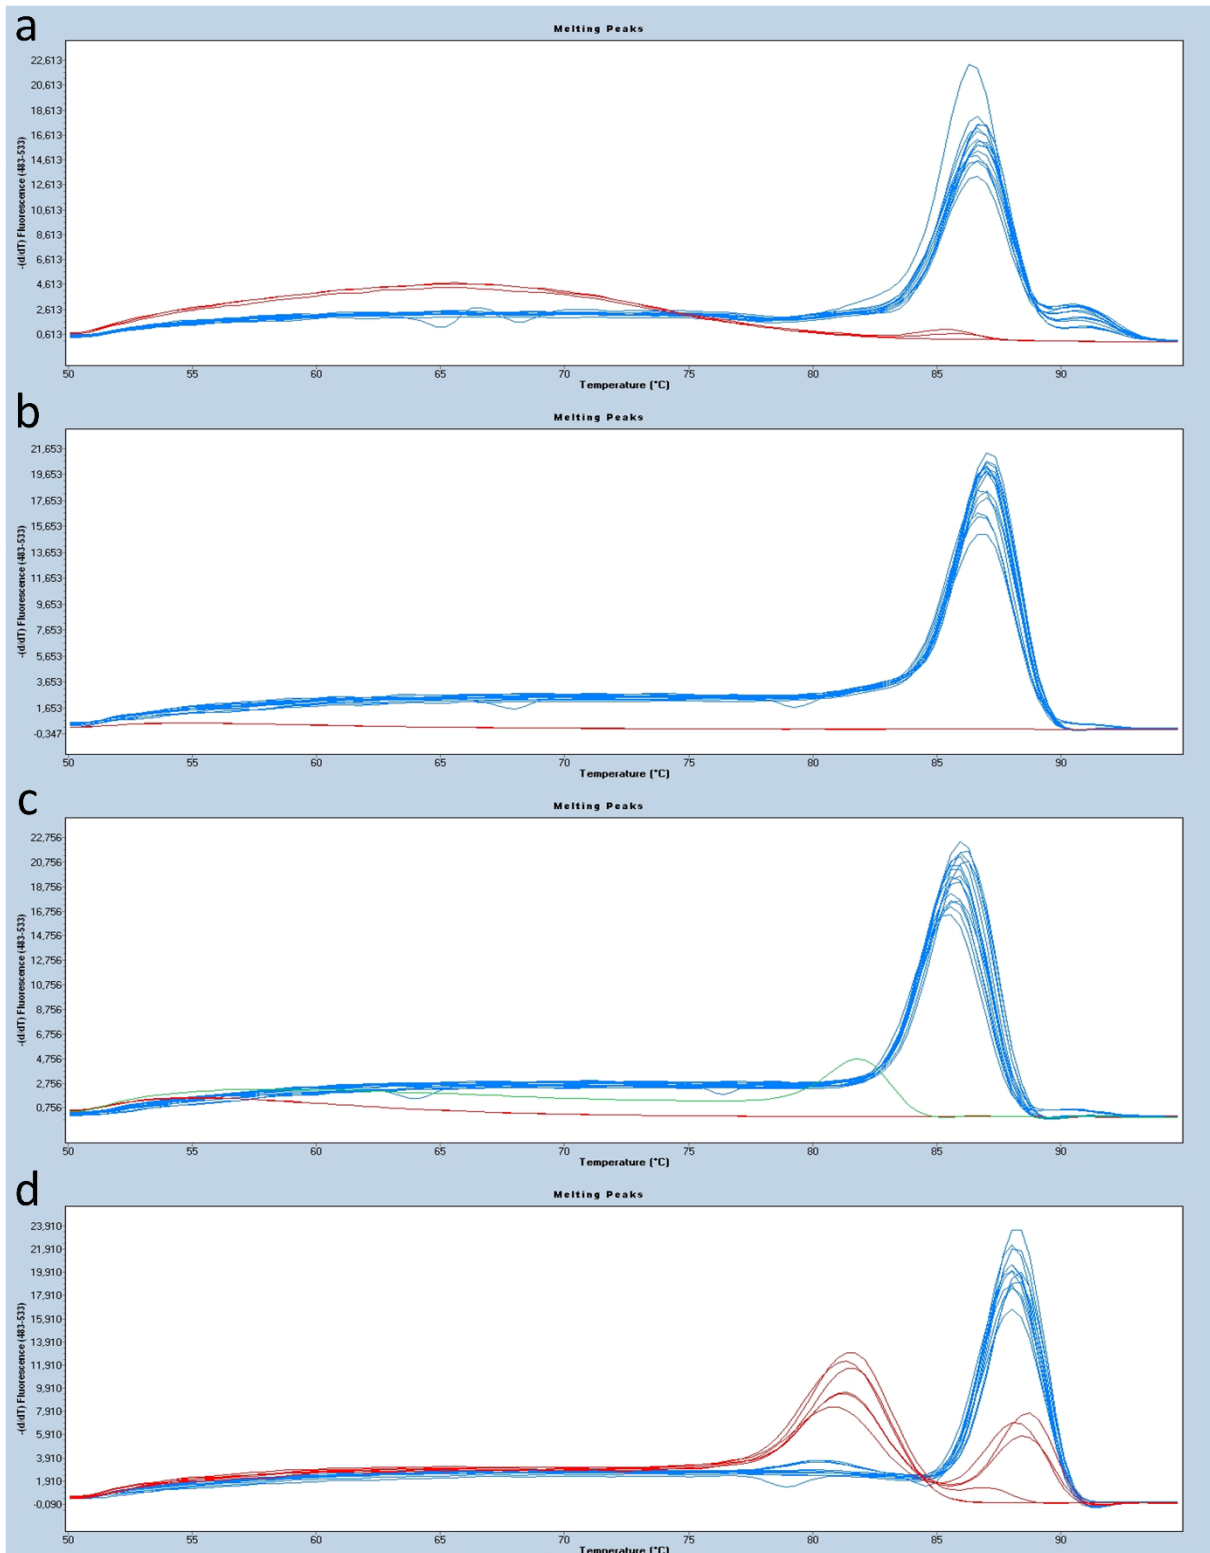 a
Melting Peaks
-(d/dT) Fluorescence (483-533)
22,613
20,613
18,613
16,613
14,613
12,613
10,613
8,613
6,613
4,613
2,613
0,613
50 55 60 65 70 75 80 85 90
Temperature (°C)
b
Melting Peaks
-(d/dT) Fluorescence (483-533)
21,653
19,653
17,653
15,653
13,653
11,653
9,653
7,653
5,653
3,653
1,653
-0,347
50 55 60 65 70 75 80 85 90
Temperature (°C)
c
Melting Peaks
-(d/dT) Fluorescence (483-533)
22,756
20,756
18,756
16,756
14,756
12,756
10,756
8,756
6,756
4,756
2,756
0,756
50 55 60 65 70 75 80 85 90
Temperature (°C)
d
Melting Peaks
-(d/dT) Fluorescence (483-533)
23,910
21,910
19,910
17,910
15,910
13,910
11,910
9,910
7,910
5,910
3,910
1,910
-0,090
50 55 60 65 70 75 80 85 90
Temperature (°C)